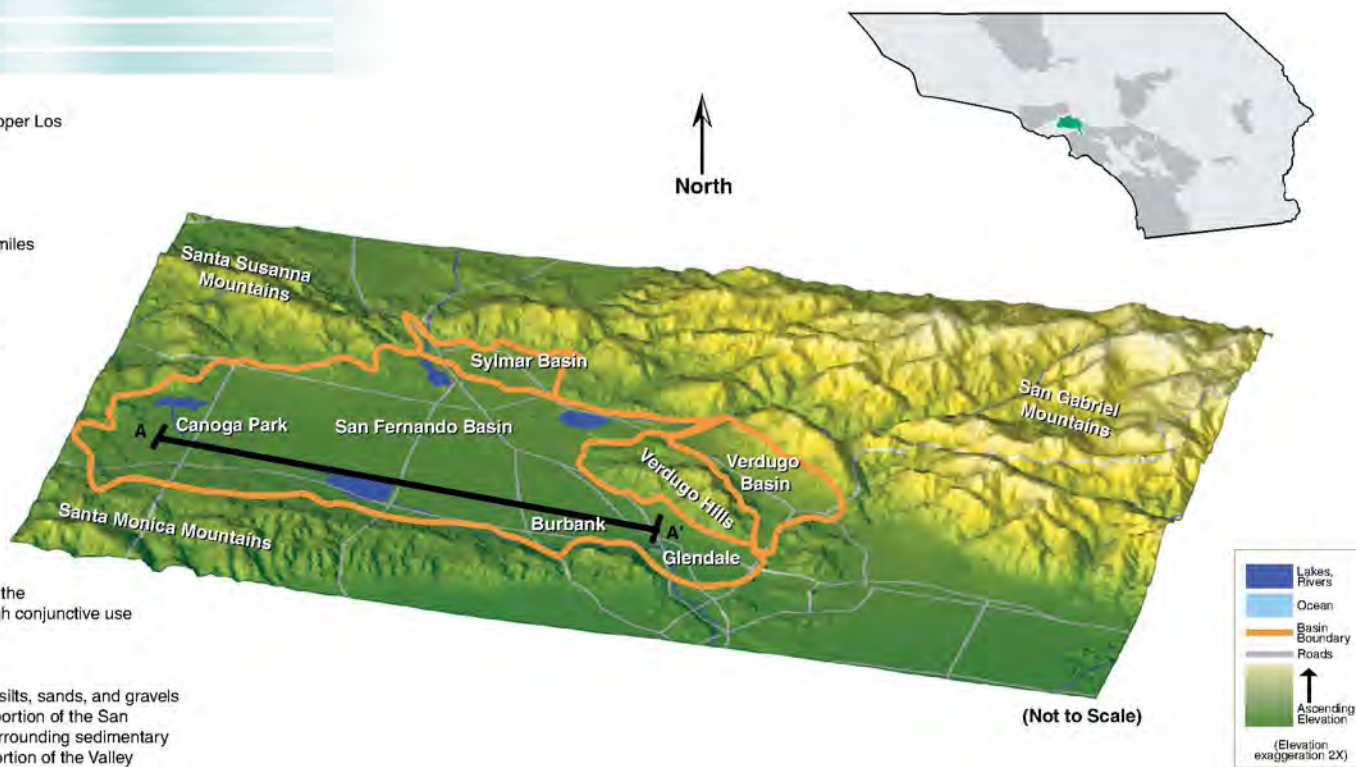 pper Los
miles
the
gh conjunctive use
silts, sands, and gravels
portion of the San
rrounding sedimentary
ortion of the Valley
North
Santa Susanna
Mountains
Sylmar Basin
San Gabriel
Mountains
A
Canoga Park
San Fernando Basin
Verdugo
Basin
Verdugo Hills
Santa Monica Mountains
Burbank
A'
Glendale
(Not to Scale)
Lakes,
Rivers
Ocean
Basin
Boundary
Roads
Ascending
Elevation
(Elevation
exaggeration 2X)